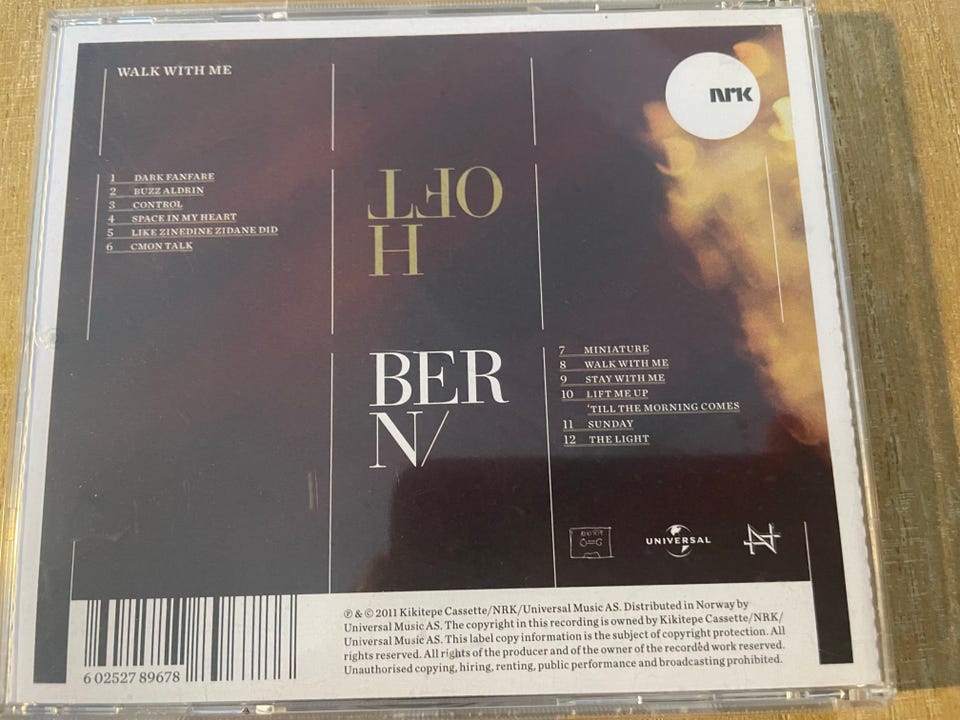 WALK WITH ME
nrk
1 DARK FANFARE
2 BUZZ ALDRIN
3 CONTROL
4 SPACE IN MY HEART
5 LIKE ZINEDINE ZIDANE DID
6 CMON TALK
H
OFT
BER
N/
7 MINIATURE
8 WALK WITH ME
9 STAY WITH ME
10 LIFT ME UP
'TILL THE MORNING COMES
11 SUNDAY
12 THE LIGHT
UNIVERSAL
℗ & © 2011 Kikitepe Cassette/NRK/Universal Music AS. Distributed in Norway by
Universal Music AS. The copyright in this recording is owned by Kikitepe Cassette/NRK/
Universal Music AS. This label copy information is the subject of copyright protection. All
rights reserved. All rights of the producer and of the owner of the recorded work reserved.
Unauthorised copying, hiring, renting, public performance and broadcasting prohibited.
6 02527 89678